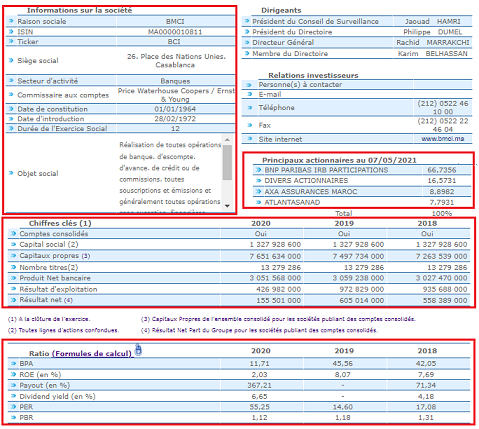 Informations sur la société
Raison sociale BMCI
ISIN MA0000010811
Ticker BCI
Siège social 26. Place des Nations Unies. Casablanca
Secteur d'activité Banques
Commissaire aux comptes Price Waterhouse Coopers / Ernst & Young
Date de constitution 01/01/1964
Date d'introduction 28/02/1972
Durée de l'Exercice Social 12
Objet social Réalisation de toutes opérations
de banque. d'escompte.
d'avance. de crédit ou de
commissions. toutes
souscriptions et émissions et
généralement toutes opérations
Dirigeants
Président du Conseil de Surveillance Jaouad HAMRI
Président du Directoire Philippe DUMEL
Directeur Général Rachid MARRAKCHI
Membre du Directoire Karim BELHASSAN
Relations investisseurs
Personne(s) à contacter
E-mail
Téléphone (212) 0522 46 10 00
Fax (212) 0522 22 46 04
Site internet www.bmci.ma
Principaux actionnaires au 07/05/2021
BNP PARIBAS IRB PARTICIPATIONS 66,7356
DIVERS ACTIONNAIRES 16,5731
AXA ASSURANCES MAROC 8,8982
ATLANTASANAD 7,7931
Total 100%
Chiffres clés (1) 2020 2019 2018
Comptes consolidés Oui Oui Oui
Capital social (2) 1 327 928 600 1 327 928 600 1 327 928 600
Capitaux propres (3) 7 651 634 000 7 497 734 000 7 263 539 000
Nombre titres(2) 13 279 286 13 279 286 13 279 286
Produit Net bancaire 3 051 568 000 3 059 238 000 3 027 470 000
Résultat d'exploitation 426 982 000 972 829 000 935 688 000
Résultat net (4) 155 501 000 605 014 000 558 389 000
(1) A la clôture de l'exercice. (3) Capitaux Propres de l'ensemble consolidé pour les sociétés publiant des comptes consolidés.
(2) Toutes lignes d'actions confondues. (4) Résultat Net Part du Groupe pour les sociétés publiant des comptes consolidés.
Ratio (Formules de calcul) 2020 2019 2018
BPA 11,71 45,56 42,05
ROE (en %) 2,03 8,07 7,69
Payout (en %) 367,21 - 71,34
Dividend yield (en %) 6,65 - 4,18
PER 55,25 14,60 17,08
PBR 1,12 1,18 1,31